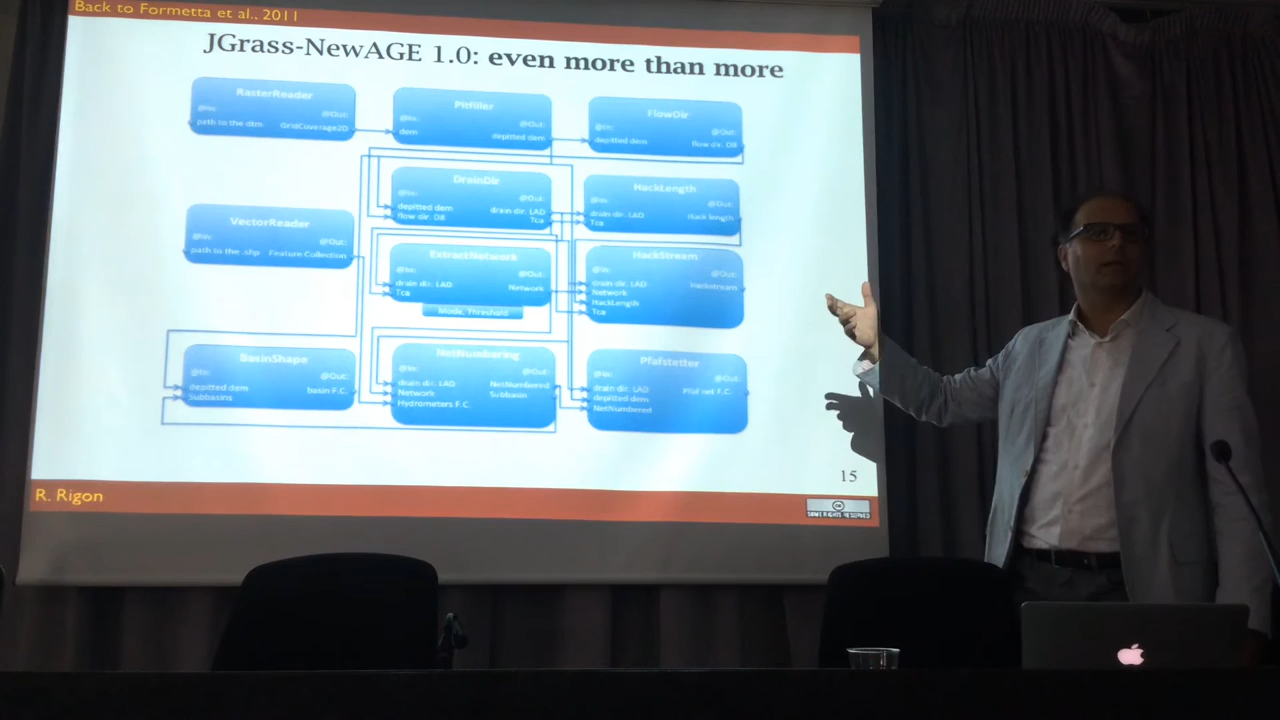 Back to Formetta et al., 2011
JGrass-NewAGE 1.0: even more than more
RasterReader
@In:
@Out:
path to the dtm
GridCoverage2D
Pitfiller
@In:
@Out:
dem
depitted dem
FlowDir
@In:
@Out:
depitted dem
flow dir. D8
DrainDir
@In:
@Out:
depitted dem
drain dir. LAD
flow dir. D8
Tca
HackLength
@In:
@Out:
drain dir. LAD
Hack length
Tca
VectorReader
@In:
@Out:
path to the .shp
Feature Collection
ExtractNetwork
@In:
@Out:
drain dir. LAD
Network
Tca
Mode, Threshold
HackStream
@In:
@Out:
drain dir. LAD
Hackstream
Network
HackLength
Tca
BasinShape
@In:
@Out:
depitted dem
basin F.C.
Subbasins
NetNumbering
@In:
@Out:
drain dir. LAD
NetNumbered
Network
Subbasin
Hydrometers F.C.
Pfafstetter
@In:
@Out:
drain dir. LAD
Pfaf net F.C.
depitted dem
NetNumbered
15
R. Rigon
cc
SOME RIGHTS RESERVED